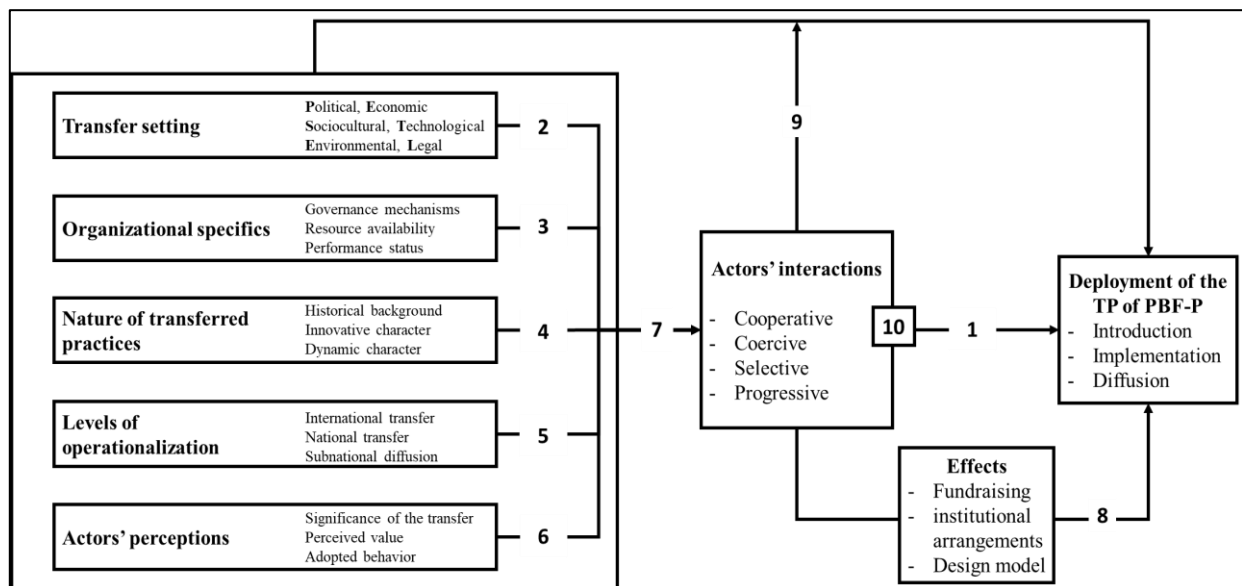 Transfer setting
Political, Economic
Sociocultural, Technological
Environmental, Legal
2
Organizational specifics
Governance mechanisms
Resource availability
Performance status
3
Nature of transferred
practices
Historical background
Innovative character
Dynamic character
4
Levels of
operationalization
International transfer
National transfer
Subnational diffusion
5
Actors' perceptions
Significance of the transfer
Perceived value
Adopted behavior
6
7
9
Actors' interactions
- Cooperative
- Coercive
- Selective
- Progressive
10
1
Deployment of the
TP of PBF-P
- Introduction
- Implementation
- Diffusion
Effects
- Fundraising
- institutional
arrangements
- Design model
8